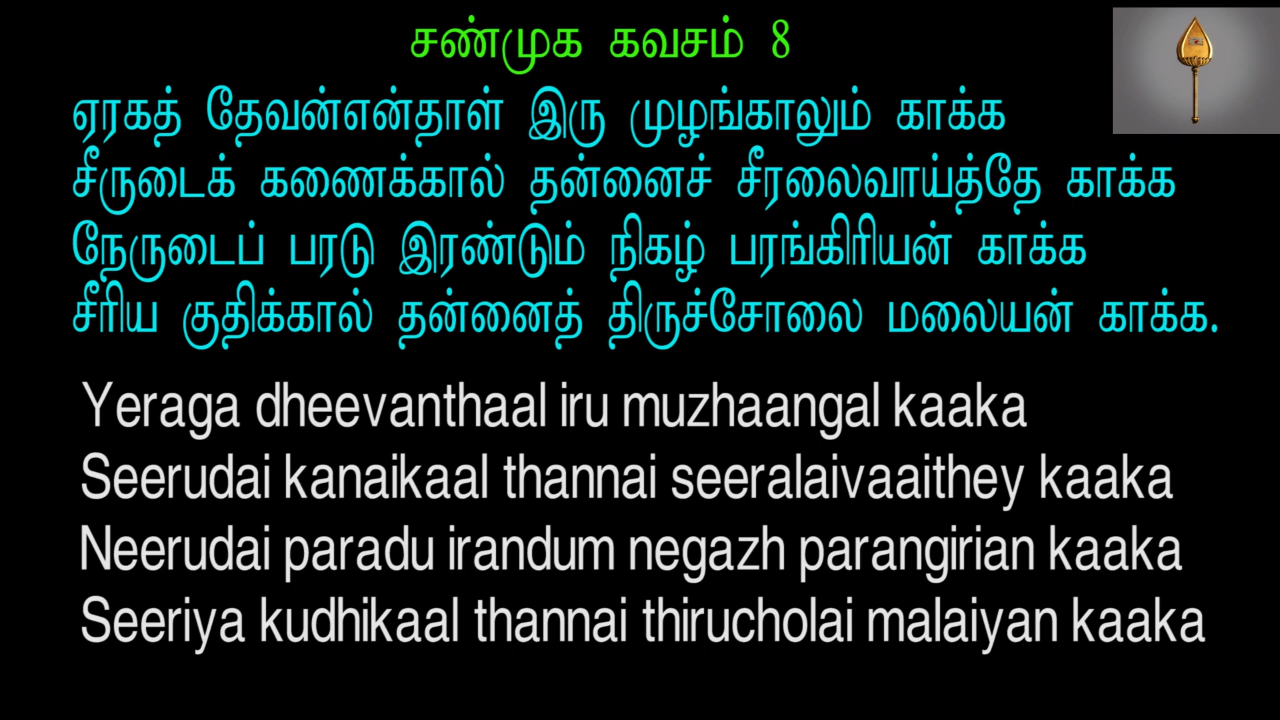 சண்முக கவசம் 8
ஏரகத் தேவன்என்தாள் இரு முழங்காலும் காக்க
சீருடைக் கணைக்கால் தன்னைச் சீரலைவாய்த்தே காக்க
நேருடைப் பரடு இரண்டும் நிகழ் பரங்கிரியன் காக்க
சீரிய குதிக்கால் தன்னைத் திருச்சோலை மலையன் காக்க.
Yeraga dheevanthaal iru muzhaangal kaaka
Seerudai kanaikaal thannai seeralaivaaithey kaaka
Neerudai paradu irandum negazh parangirian kaaka
Seeriya kudhikaal thannai thirucholai malaiyan kaaka